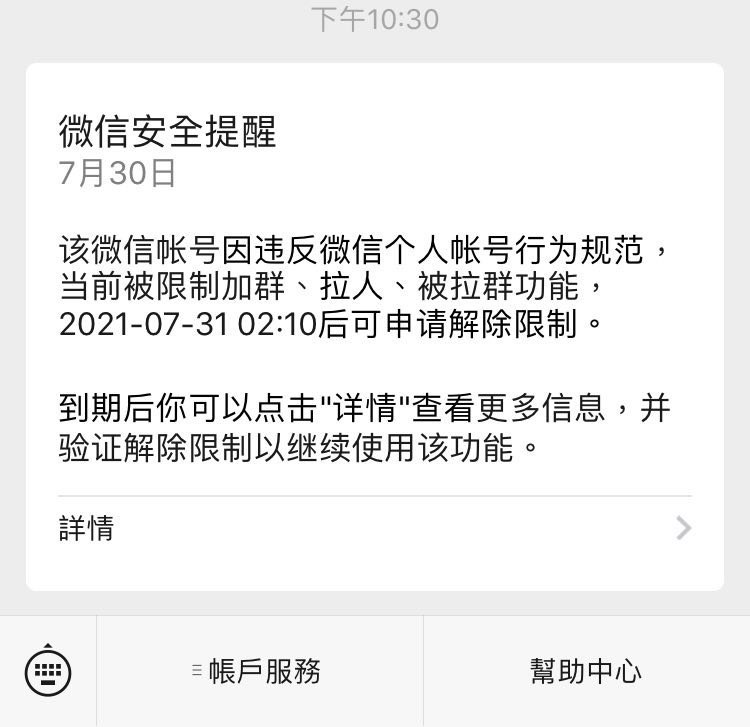 下午10:30
微信安全提醒
7月30日
该微信帐号因违反微信个人帐号行为规范，
当前被限制加群、拉人、被拉群功能，
2021-07-31 02:10后可申请解除限制。
到期后你可以点击"详情"查看更多信息，并
验证解除限制以继续使用该功能。
詳情
帳戶服務
幫助中心